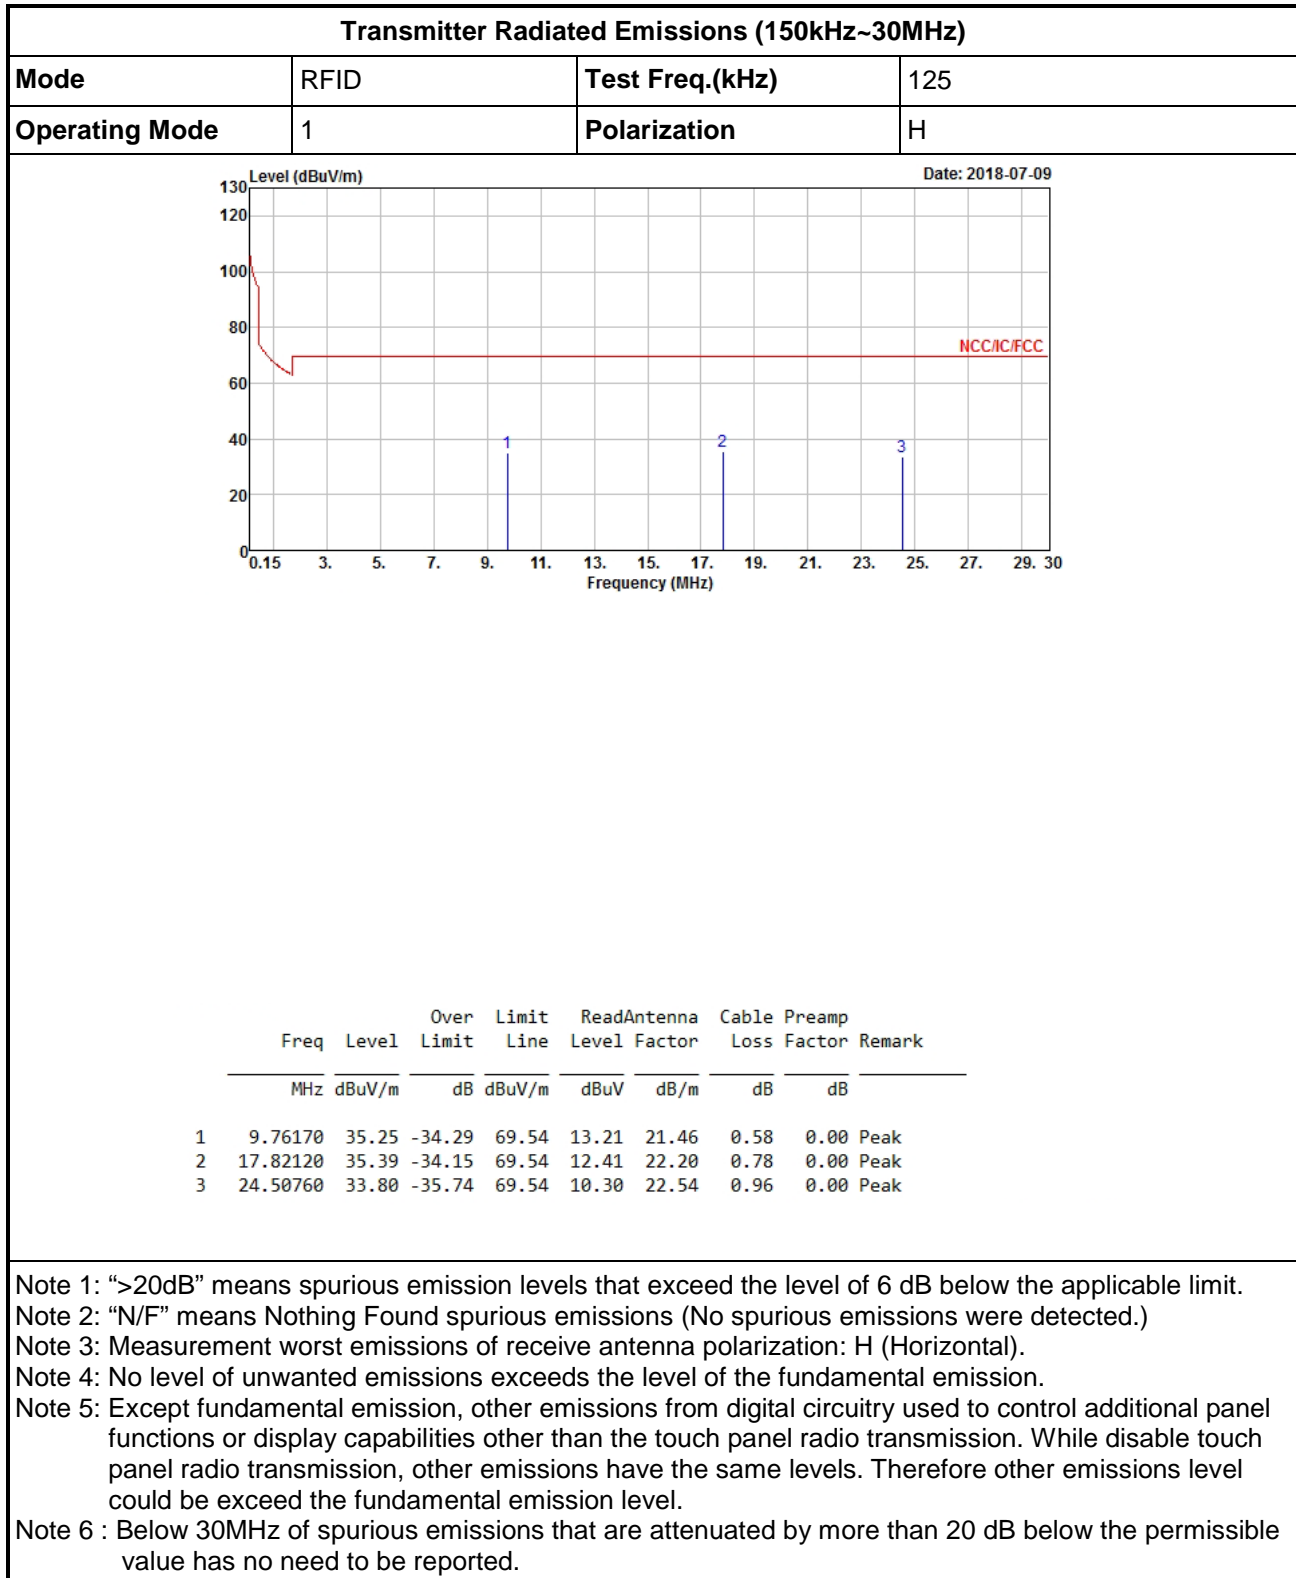 Transmitter Radiated Emissions (150kHz~30MHz)
Mode RFID Test Freq.(kHz) 125
Operating Mode 1 Polarization H
Level (dBuV/m) Date: 2018-07-09
130
120
100
80
60
40
20
0
NCC/IC/FCC
1 2 3
0.15 3. 5. 7. 9. 11. 13. 15. 17. 19. 21. 23. 25. 27. 29. 30
Frequency (MHz)
Over Limit ReadAntenna Cable Preamp
Freq Level Limit Line Level Factor Loss Factor Remark
MHz dBuV/m dB dBuV/m dBuV dB/m dB dB
1 9.76170 35.25 -34.29 69.54 13.21 21.46 0.58 0.00 Peak
2 17.82120 35.39 -34.15 69.54 12.41 22.20 0.78 0.00 Peak
3 24.50760 33.80 -35.74 69.54 10.30 22.54 0.96 0.00 Peak
Note 1: “>20dB” means spurious emission levels that exceed the level of 6 dB below the applicable limit.
Note 2: “N/F” means Nothing Found spurious emissions (No spurious emissions were detected.)
Note 3: Measurement worst emissions of receive antenna polarization: H (Horizontal).
Note 4: No level of unwanted emissions exceeds the level of the fundamental emission.
Note 5: Except fundamental emission, other emissions from digital circuitry used to control additional panel
functions or display capabilities other than the touch panel radio transmission. While disable touch
panel radio transmission, other emissions have the same levels. Therefore other emissions level
could be exceed the fundamental emission level.
Note 6 : Below 30MHz of spurious emissions that are attenuated by more than 20 dB below the permissible
value has no need to be reported.